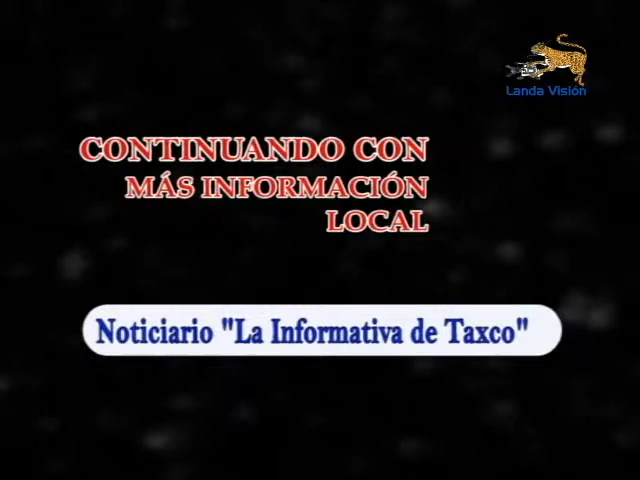 Landa Visión
CONTINUANDO CON
MÁS INFORMACIÓN
LOCAL
Noticiario "La Informativa de Taxco"